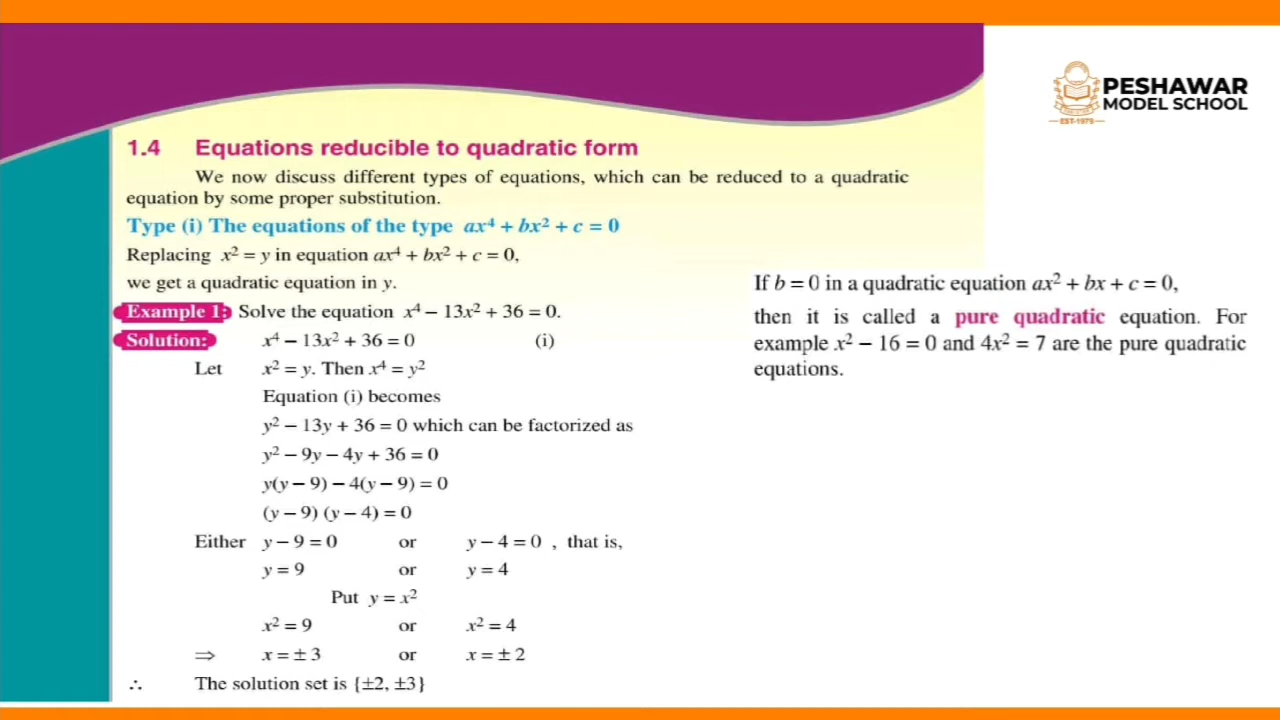 PESHAWAR
MODEL SCHOOL
EST-1979
1.4 Equations reducible to quadratic form
We now discuss different types of equations, which can be reduced to a quadratic
equation by some proper substitution.
Type (i) The equations of the type ax⁴ + bx² + c = 0
Replacing x² = y in equation ax⁴ + bx² + c = 0,
we get a quadratic equation in y.
Example 1: Solve the equation x⁴ – 13x² + 36 = 0.
Solution: x⁴ – 13x² + 36 = 0 (i)
Let x² = y. Then x⁴ = y²
Equation (i) becomes
y² – 13y + 36 = 0 which can be factorized as
y² – 9y – 4y + 36 = 0
y(y – 9) – 4(y – 9) = 0
(y – 9) (y – 4) = 0
Either y – 9 = 0 or y – 4 = 0 , that is,
y = 9 or y = 4
Put y = x²
x² = 9 or x² = 4
⇒ x = ± 3 or x = ± 2
∴ The solution set is {±2, ±3}
If b = 0 in a quadratic equation ax² + bx + c = 0,
then it is called a pure quadratic equation. For
example x² – 16 = 0 and 4x² = 7 are the pure quadratic
equations.